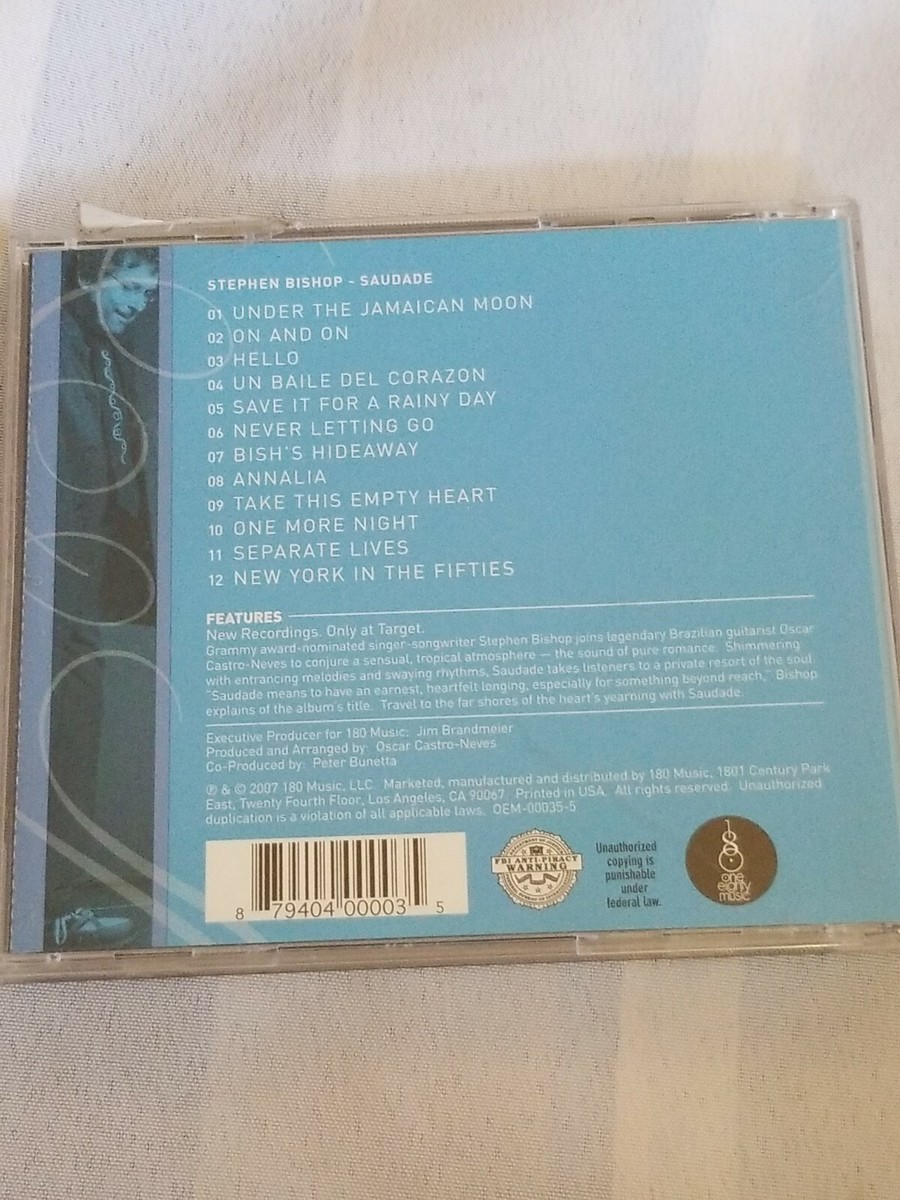 STEPHEN BISHOP - SAUDADE
01 UNDER THE JAMAICAN MOON
02 ON AND ON
03 HELLO
04 UN BAILE DEL CORAZON
05 SAVE IT FOR A RAINY DAY
06 NEVER LETTING GO
07 BISH'S HIDEAWAY
08 ANNALIA
09 TAKE THIS EMPTY HEART
10 ONE MORE NIGHT
11 SEPARATE LIVES
12 NEW YORK IN THE FIFTIES
FEATURES
New Recordings. Only at Target.
Grammy award-nominated singer-songwriter Stephen Bishop joins legendary Brazilian guitarist Oscar
Castro-Neves to conjure a sensual, tropical atmosphere — the sound of pure romance. Shimmering
with entrancing melodies and swaying rhythms, Saudade takes listeners to a private resort of the soul.
"Saudade means to have an earnest, heartfelt longing, especially for something beyond reach," Bishop
explains of the album's title. Travel to the far shores of the heart's yearning with Saudade.
Executive Producer for 180 Music: Jim Brandmeier
Produced and Arranged by: Oscar Castro-Neves
Co-Produced by: Peter Bunetta
℗ & © 2007 180 Music, LLC. Marketed, manufactured and distributed by 180 Music, 1801 Century Park
East, Twenty Fourth Floor, Los Angeles, CA 90067. Printed in USA. All rights reserved. Unauthorized
duplication is a violation of all applicable laws. OEM-00035-5
8 79404 00003 5
FBI ANTI-PIRACY
WARNING
Unauthorized
copying is
punishable
under
federal law.
180
one
eighty
music